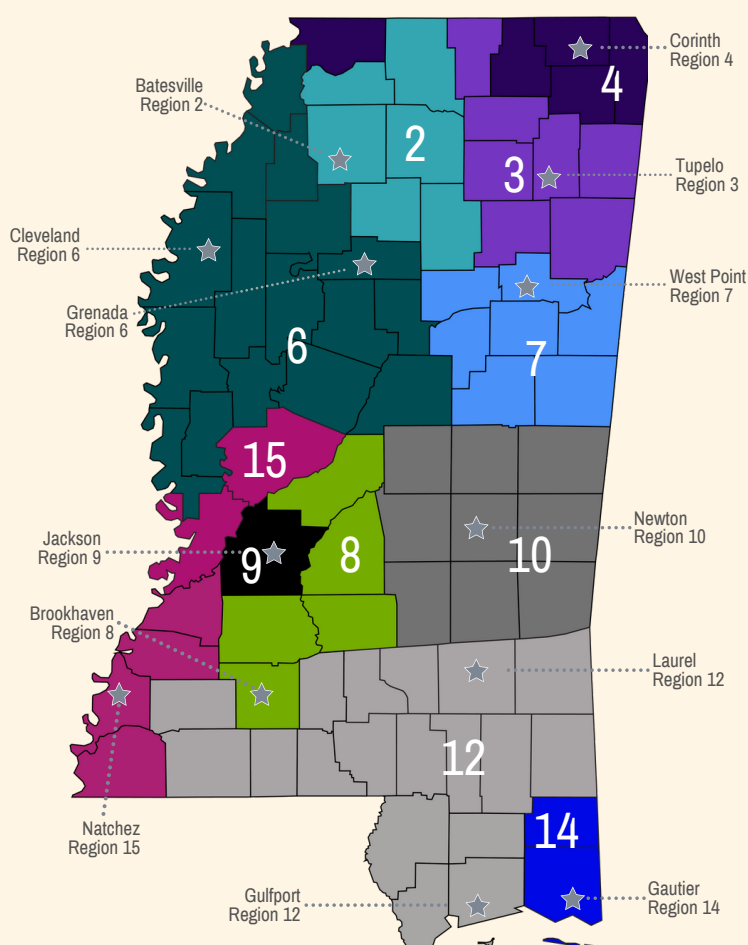 Corinth
Region 4
4
Batesville
Region 2
2
3
Tupelo
Region 3
Cleveland
Region 6
West Point
Region 7
Grenada
Region 6
6
7
15
Jackson
Region 9
9
8
10
Newton
Region 10
Brookhaven
Region 8
Laurel
Region 12
12
Natchez
Region 15
14
Gulfport
Region 12
Gautier
Region 14